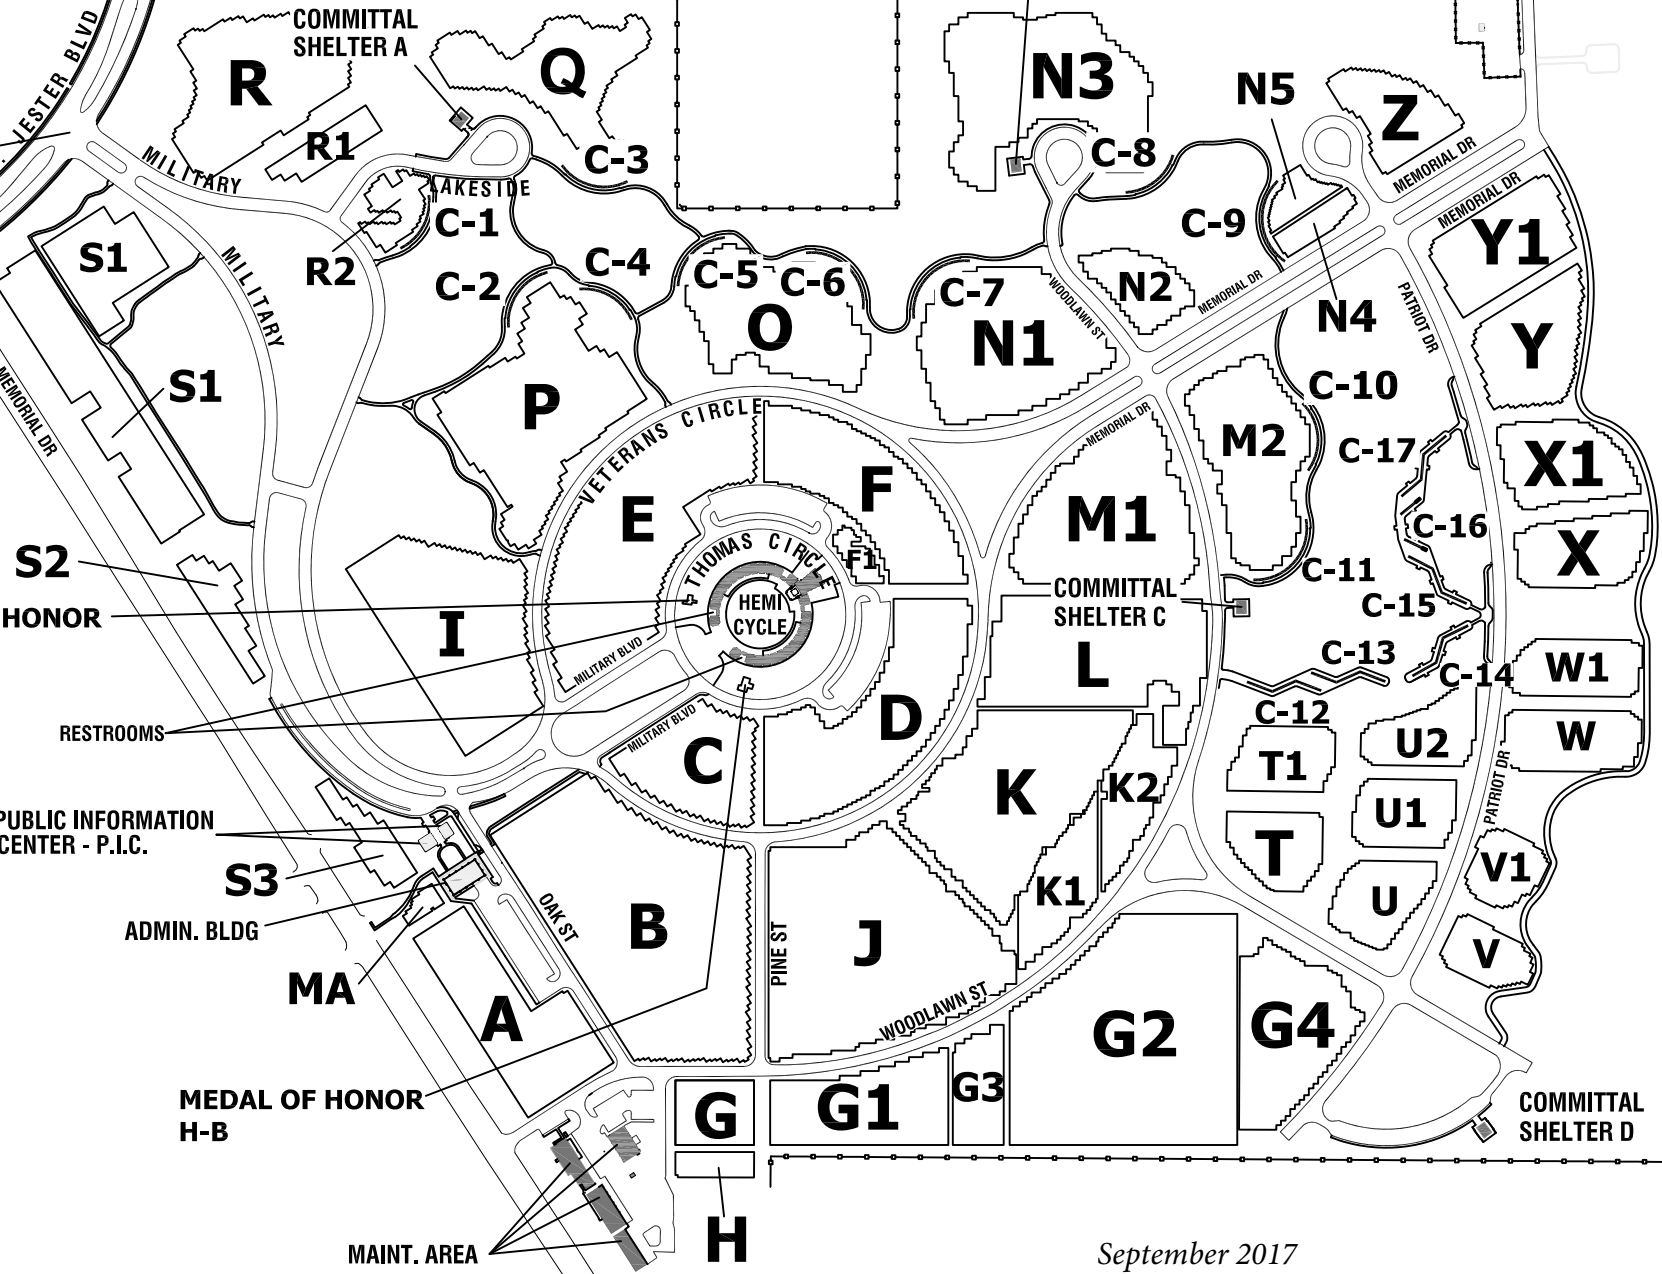 COMMITTAL
SHELTER A
JESTER BLVD
R
Q
N3
N5
Z
R1
C-3
C-8
MEMORIAL DR
MILITARY
LAKESIDE
MEMORIAL DR
C-1
C-9
Y1
S1
R2
C-2
C-4
C-5
C-6
C-7
N2
MILITARY
WOODLAWN ST
MEMORIAL DR
N4
PATRIOT DR
O
N1
Y
S1
P
C-10
MEMORIAL DR
VETERANS CIRCLE
MEMORIAL DR
M2
C-17
X1
E
F
M1
C-16
THOMAS CIRCLE
F1
X
S2
C-11
COMMITTAL
SHELTER C
HONOR
HEMI
CYCLE
C-15
I
MILITARY BLVD
L
C-13
C-14
W1
RESTROOMS
MILITARY BLVD
D
C-12
U2
W
C
T1
K
K2
PATRIOT DR
U1
PUBLIC INFORMATION
CENTER - P.I.C.
T
V1
S3
K1
U
ADMIN. BLDG
OAK ST
B
PINE ST
J
V
MA
A
WOODLAWN ST
G2
G4
G3
MEDAL OF HONOR
H-B
G
G1
COMMITTAL
SHELTER D
H
MAINT. AREA
September 2017